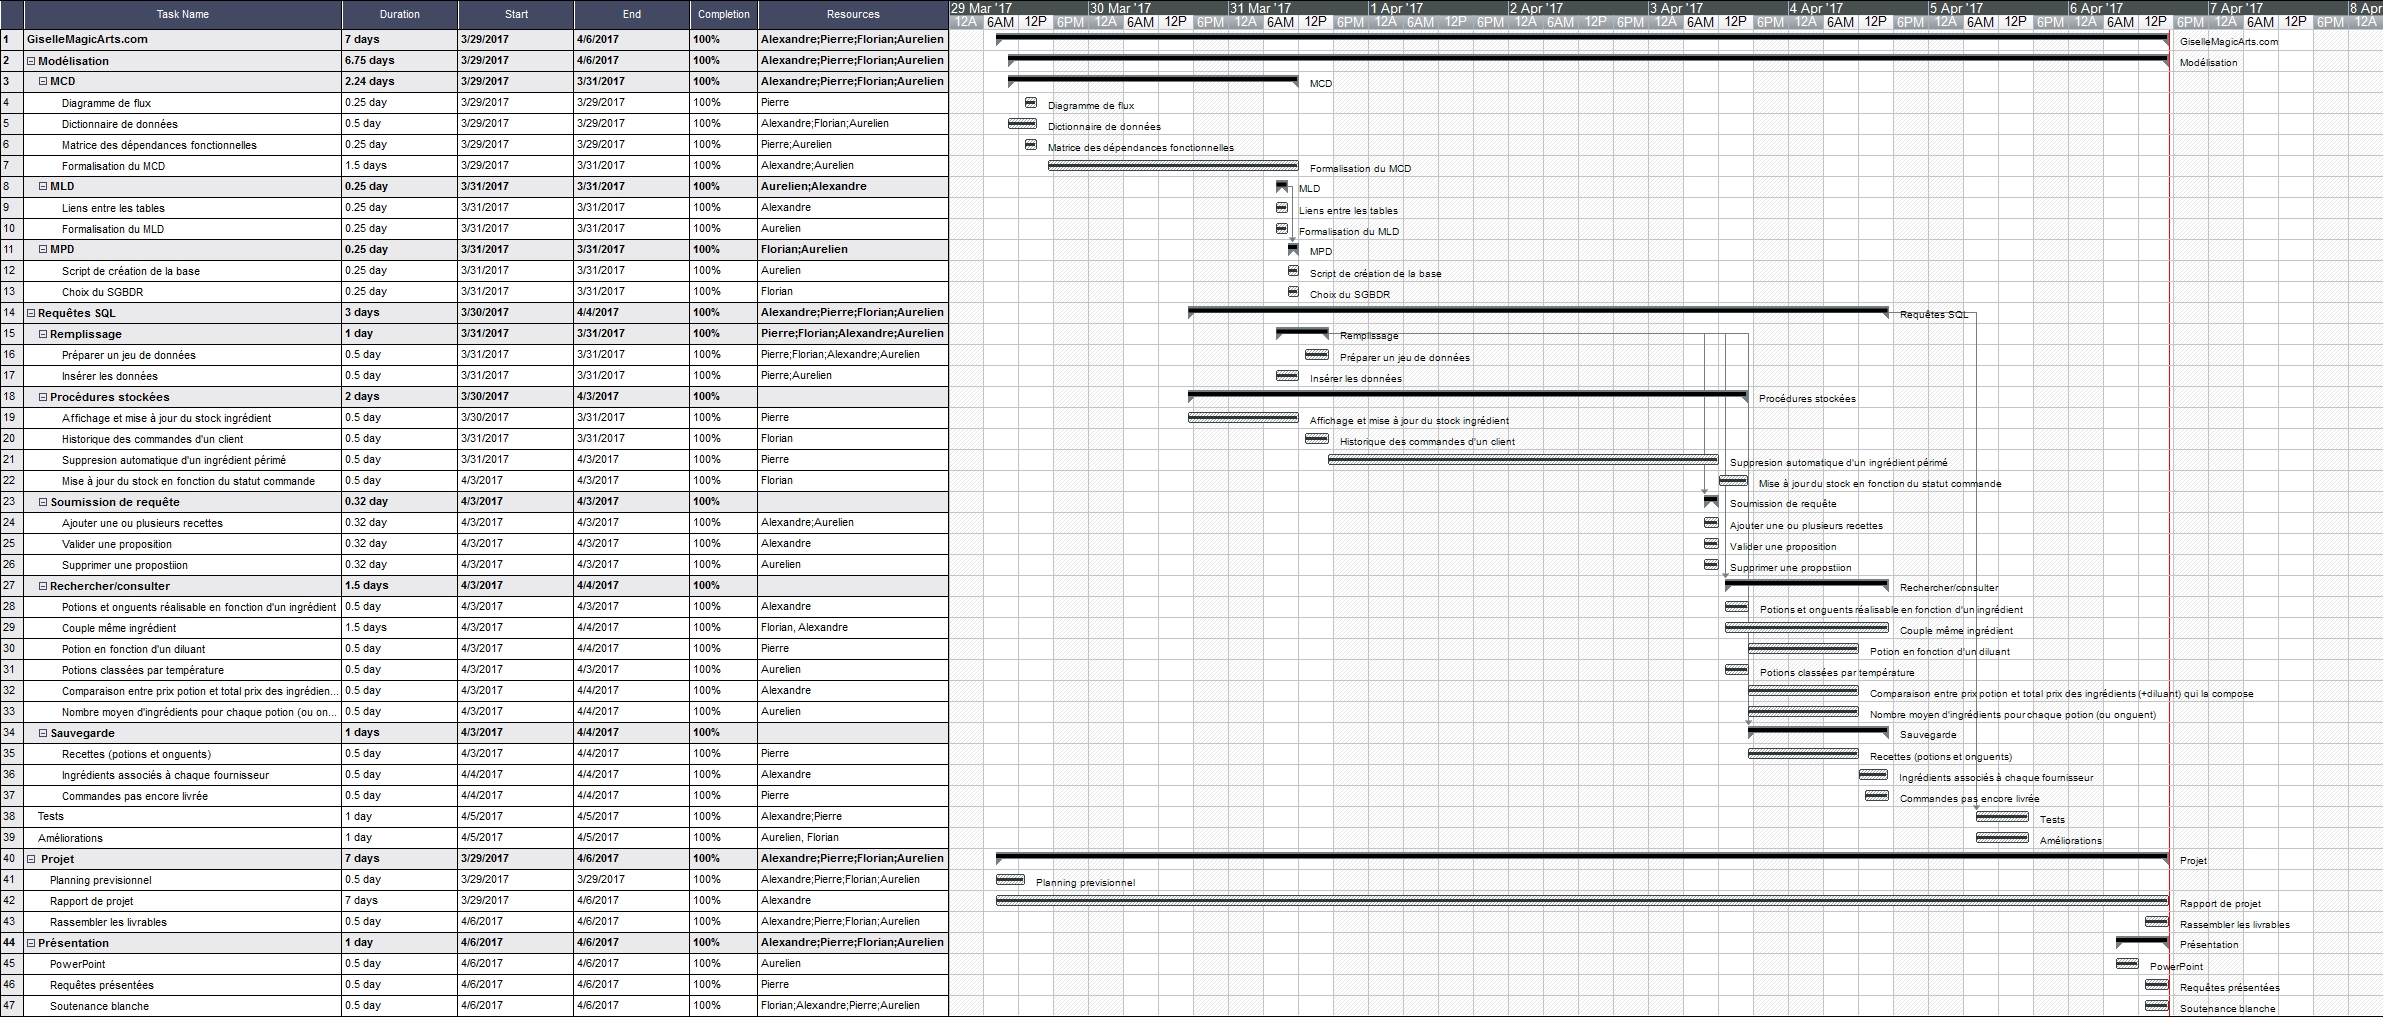 Task Name Duration Start End Completion Resources 29 Mar '17 30 Mar '17 31 Mar '17 1 Apr '17 2 Apr '17 3 Apr '17 4 Apr '17 5 Apr '17 6 Apr '17 7 Apr '17 8 Apr
12A 6AM 12P 6PM 12A 6AM 12P 6PM 12A 6AM 12P 6PM 12A 6AM 12P 6PM 12A 6AM 12P 6PM 12A 6AM 12P 6PM 12A 6AM 12P 6PM 12A 6AM 12P 6PM 12A 6AM 12P 6PM 12A 6AM 12P 6PM 12A
1 GiselleMagicArts.com 7 days 3/29/2017 4/6/2017 100% Alexandre;Pierre;Florian;Aurelien GiselleMagicArts.com
2 Modélisation 6.75 days 3/29/2017 4/6/2017 100% Alexandre;Pierre;Florian;Aurelien Modélisation
3 MCD 2.24 days 3/29/2017 3/31/2017 100% Alexandre;Pierre;Florian;Aurelien MCD
4 Diagramme de flux 0.25 day 3/29/2017 3/29/2017 100% Pierre Diagramme de flux
5 Dictionnaire de données 0.5 day 3/29/2017 3/29/2017 100% Alexandre;Florian;Aurelien Dictionnaire de données
6 Matrice des dépendances fonctionnelles 0.25 day 3/29/2017 3/29/2017 100% Pierre;Aurelien Matrice des dépendances fonctionnelles
7 Formalisation du MCD 1.5 days 3/29/2017 3/31/2017 100% Alexandre;Aurelien Formalisation du MCD
8 MLD 0.25 day 3/31/2017 3/31/2017 100% Aurelien;Alexandre MLD
9 Liens entre les tables 0.25 day 3/31/2017 3/31/2017 100% Alexandre Liens entre les tables
10 Formalisation du MLD 0.25 day 3/31/2017 3/31/2017 100% Aurelien Formalisation du MLD
11 MPD 0.25 day 3/31/2017 3/31/2017 100% Florian;Aurelien MPD
12 Script de création de la base 0.25 day 3/31/2017 3/31/2017 100% Aurelien Script de création de la base
13 Choix du SGBDR 0.25 day 3/31/2017 3/31/2017 100% Florian Choix du SGBDR
14 Requêtes SQL 3 days 3/30/2017 4/4/2017 100% Alexandre;Pierre;Florian;Aurelien Requêtes SQL
15 Remplissage 1 day 3/31/2017 3/31/2017 100% Pierre;Florian;Alexandre;Aurelien Remplissage
16 Préparer un jeu de données 0.5 day 3/31/2017 3/31/2017 100% Pierre;Florian;Alexandre;Aurelien Préparer un jeu de données
17 Insérer les données 0.5 day 3/31/2017 3/31/2017 100% Pierre;Aurelien Insérer les données
18 Procédures stockées 2 days 3/30/2017 4/3/2017 100% Procédures stockées
19 Affichage et mise à jour du stock ingrédient 0.5 day 3/30/2017 3/31/2017 100% Pierre Affichage et mise à jour du stock ingrédient
20 Historique des commandes d'un client 0.5 day 3/31/2017 3/31/2017 100% Florian Historique des commandes d'un client
21 Suppresion automatique d'un ingrédient périmé 0.5 day 3/31/2017 4/3/2017 100% Pierre Suppresion automatique d'un ingrédient périmé
22 Mise à jour du stock en fonction du statut commande 0.5 day 4/3/2017 4/3/2017 100% Florian Mise à jour du stock en fonction du statut commande
23 Soumission de requête 0.32 day 4/3/2017 4/3/2017 100% Soumission de requête
24 Ajouter une ou plusieurs recettes 0.32 day 4/3/2017 4/3/2017 100% Alexandre;Aurelien Ajouter une ou plusieurs recettes
25 Valider une proposition 0.32 day 4/3/2017 4/3/2017 100% Alexandre Valider une proposition
26 Supprimer une propostiion 0.32 day 4/3/2017 4/3/2017 100% Aurelien Supprimer une propostiion
27 Rechercher/consulter 1.5 days 4/3/2017 4/4/2017 100% Rechercher/consulter
28 Potions et onguents réalisable en fonction d'un ingrédient 0.5 day 4/3/2017 4/3/2017 100% Alexandre Potions et onguents réalisable en fonction d'un ingrédient
29 Couple même ingrédient 1.5 days 4/3/2017 4/4/2017 100% Florian, Alexandre Couple même ingrédient
30 Potion en fonction d'un diluant 0.5 day 4/3/2017 4/4/2017 100% Pierre Potion en fonction d'un diluant
31 Potions classées par température 0.5 day 4/3/2017 4/3/2017 100% Aurelien Potions classées par température
32 Comparaison entre prix potion et total prix des ingrédien... 0.5 day 4/3/2017 4/4/2017 100% Alexandre Comparaison entre prix potion et total prix des ingrédients (+diluant) qui la compose
33 Nombre moyen d'ingrédients pour chaque potion (ou on... 0.5 day 4/3/2017 4/4/2017 100% Aurelien Nombre moyen d'ingrédients pour chaque potion (ou onguent)
34 Sauvegarde 1 days 4/3/2017 4/4/2017 100% Sauvegarde
35 Recettes (potions et onguents) 0.5 day 4/3/2017 4/4/2017 100% Pierre Recettes (potions et onguents)
36 Ingrédients associés à chaque fournisseur 0.5 day 4/4/2017 4/4/2017 100% Alexandre Ingrédients associés à chaque fournisseur
37 Commandes pas encore livrée 0.5 day 4/4/2017 4/4/2017 100% Pierre Commandes pas encore livrée
38 Tests 1 day 4/5/2017 4/5/2017 100% Alexandre;Pierre Tests
39 Améliorations 1 day 4/5/2017 4/5/2017 100% Aurelien, Florian Améliorations
40 Projet 7 days 3/29/2017 4/6/2017 100% Alexandre;Pierre;Florian;Aurelien Projet
41 Planning previsionnel 0.5 day 3/29/2017 3/29/2017 100% Alexandre;Pierre;Florian;Aurelien Planning previsionnel
42 Rapport de projet 7 days 3/29/2017 4/6/2017 100% Alexandre Rapport de projet
43 Rassembler les livrables 0.5 day 4/6/2017 4/6/2017 100% Alexandre;Pierre;Florian;Aurelien Rassembler les livrables
44 Présentation 1 day 4/6/2017 4/6/2017 100% Alexandre;Pierre;Florian;Aurelien Présentation
45 PowerPoint 0.5 day 4/6/2017 4/6/2017 100% Aurelien PowerPoint
46 Requêtes présentées 0.5 day 4/6/2017 4/6/2017 100% Pierre Requêtes présentées
47 Soutenance blanche 0.5 day 4/6/2017 4/6/2017 100% Florian;Alexandre;Pierre;Aurelien Soutenance blanche